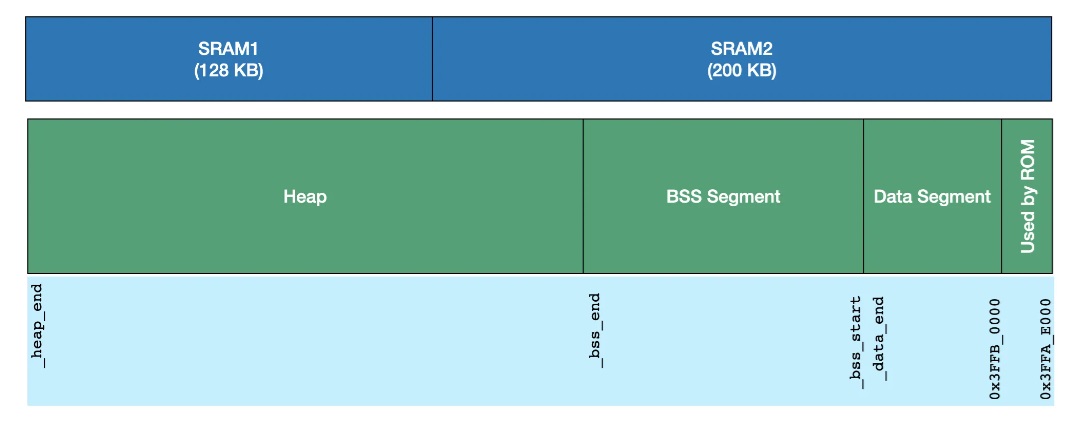 SRAM1
(128 KB)
SRAM2
(200 KB)
Heap
BSS Segment
Data Segment
Used by ROM
_heap_end
_bss_end
_bss_start
_data_end
0x3FFB_0000
0x3FFA_E000